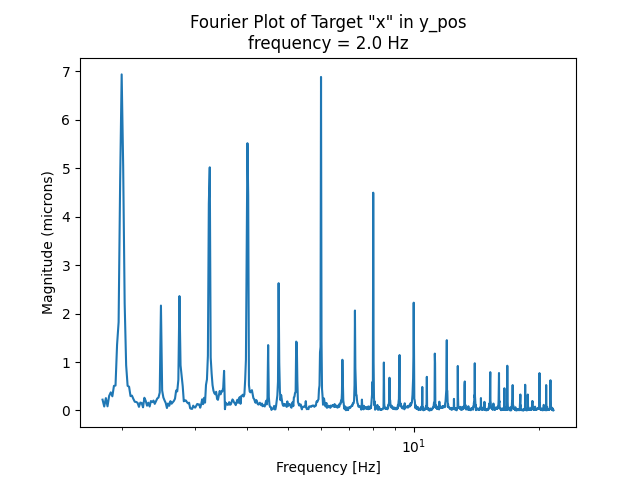 Fourier Plot of Target "x" in y_pos
frequency = 2.0 Hz
7
6
5
4
3
2
1
0
Magnitude (microns)
10¹
Frequency [Hz]